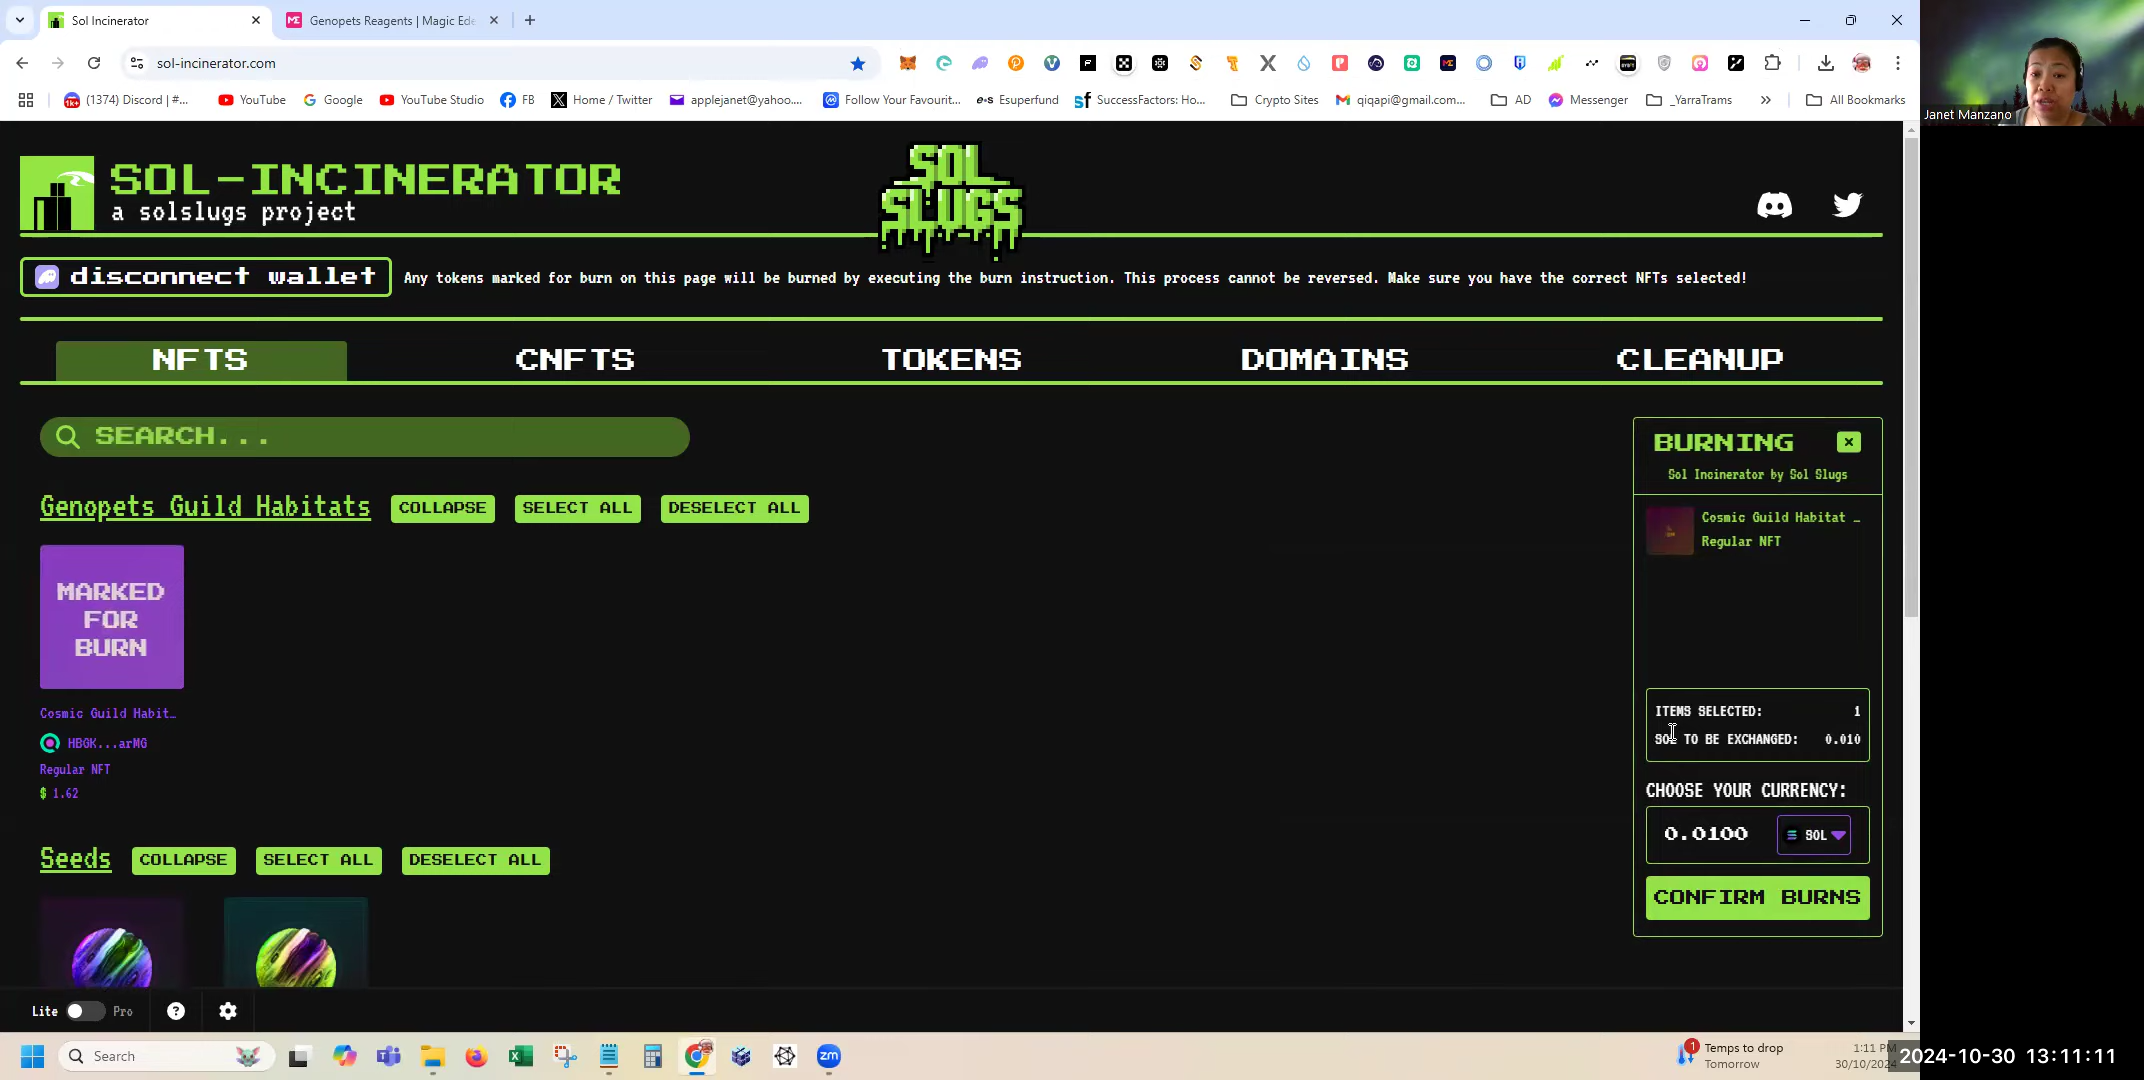 Sol Incinerator
Genopets Reagents | Magic Ede
sol-incinerator.com
(1374) Discord | #...
YouTube
Google
YouTube Studio
FB
Home / Twitter
applejanet@yahoo....
Follow Your Favourit...
Esuperfund
SuccessFactors: Ho...
Crypto Sites
qiqapi@gmail.com...
AD
Messenger
_YarraTrams
All Bookmarks
Janet Manzano
SOL-INCINERATOR
a solslugs project
SOL
SLUGS
disconnect wallet
Any tokens marked for burn on this page will be burned by executing the burn instruction. This process cannot be reversed. Make sure you have the correct NFTs selected!
NFTS
CNFTS
TOKENS
DOMAINS
CLEANUP
SEARCH...
Genopets Guild Habitats
COLLAPSE
SELECT ALL
DESELECT ALL
MARKED
FOR
BURN
Cosmic Guild Habit…
HBGK...arMG
Regular NFT
$ 1.62
Seeds
COLLAPSE
SELECT ALL
DESELECT ALL
BURNING
Sol Incinerator by Sol Slugs
Cosmic Guild Habitat …
Regular NFT
ITEMS SELECTED: 1
SOL TO BE EXCHANGED: 0.010
CHOOSE YOUR CURRENCY:
0.0100
SOL
CONFIRM BURNS
Lite
Pro
Search
1
Temps to drop
Tomorrow
1:11 PM
30/10/2024
2024-10-30 13:11:11